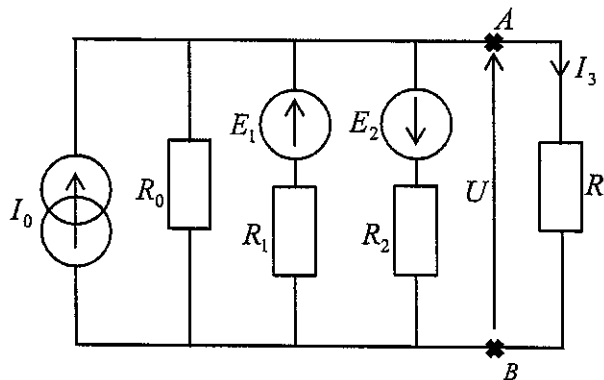 A
I₃
E₁
E₂
I₀
R₀
R₁
R₂
U
R
B